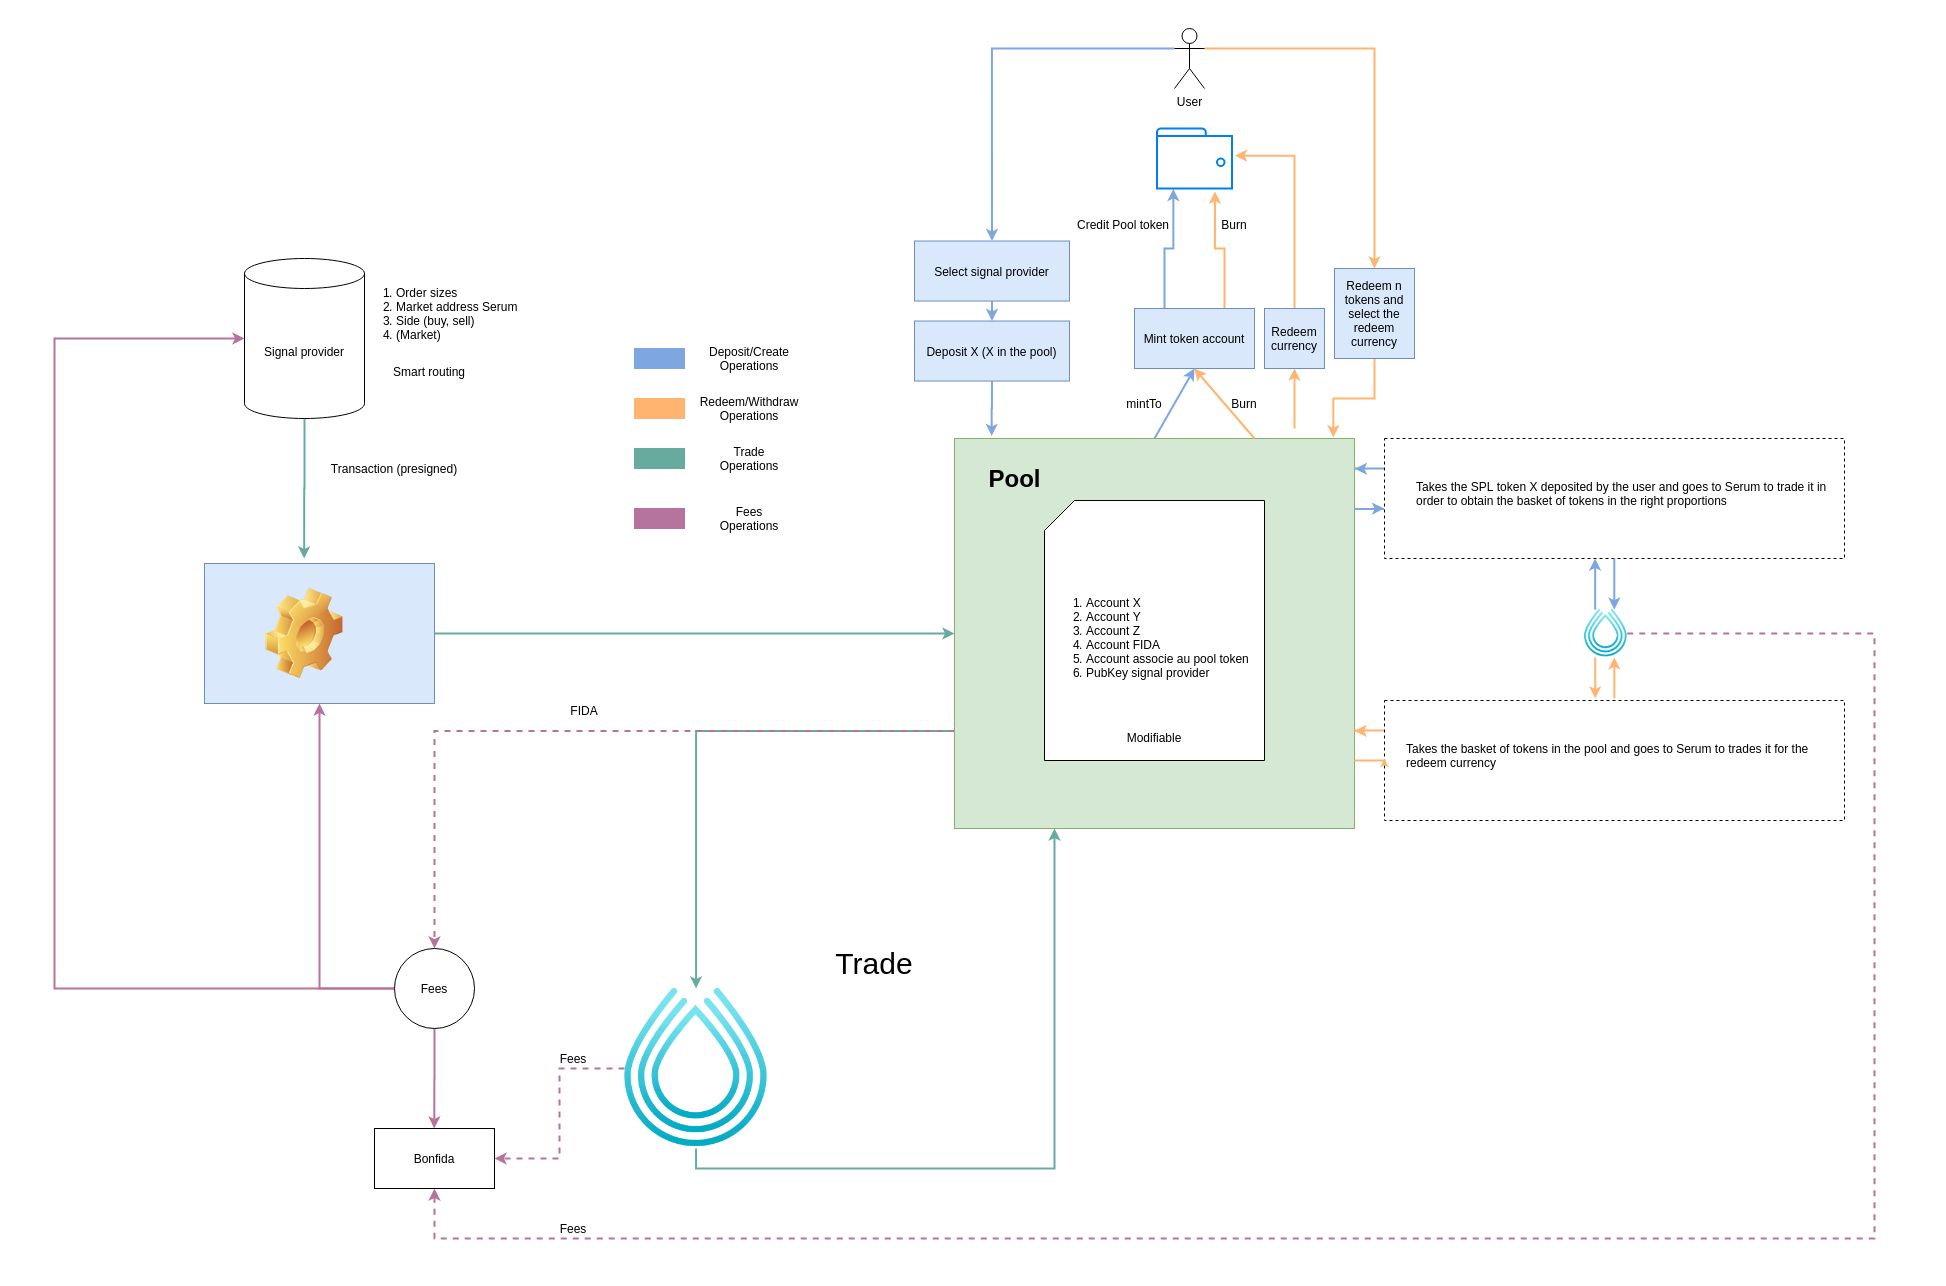 User
Credit Pool token
Burn
Select signal provider
Deposit X (X in the pool)
Mint token account
Redeem
currency
Redeem n
tokens and
select the
redeem
currency
mintTo
Burn
Signal provider
1. Order sizes
2. Market address Serum
3. Side (buy, sell)
4. (Market)
Smart routing
Transaction (presigned)
Deposit/Create
Operations
Redeem/Withdraw
Operations
Trade
Operations
Fees
Operations
Pool
1. Account X
2. Account Y
3. Account Z
4. Account FIDA
5. Account associe au pool token
6. PubKey signal provider
Modifiable
Takes the SPL token X deposited by the user and goes to Serum to trade it in
order to obtain the basket of tokens in the right proportions
Takes the basket of tokens in the pool and goes to Serum to trades it for the
redeem currency
FIDA
Trade
Fees
Fees
Bonfida
Fees